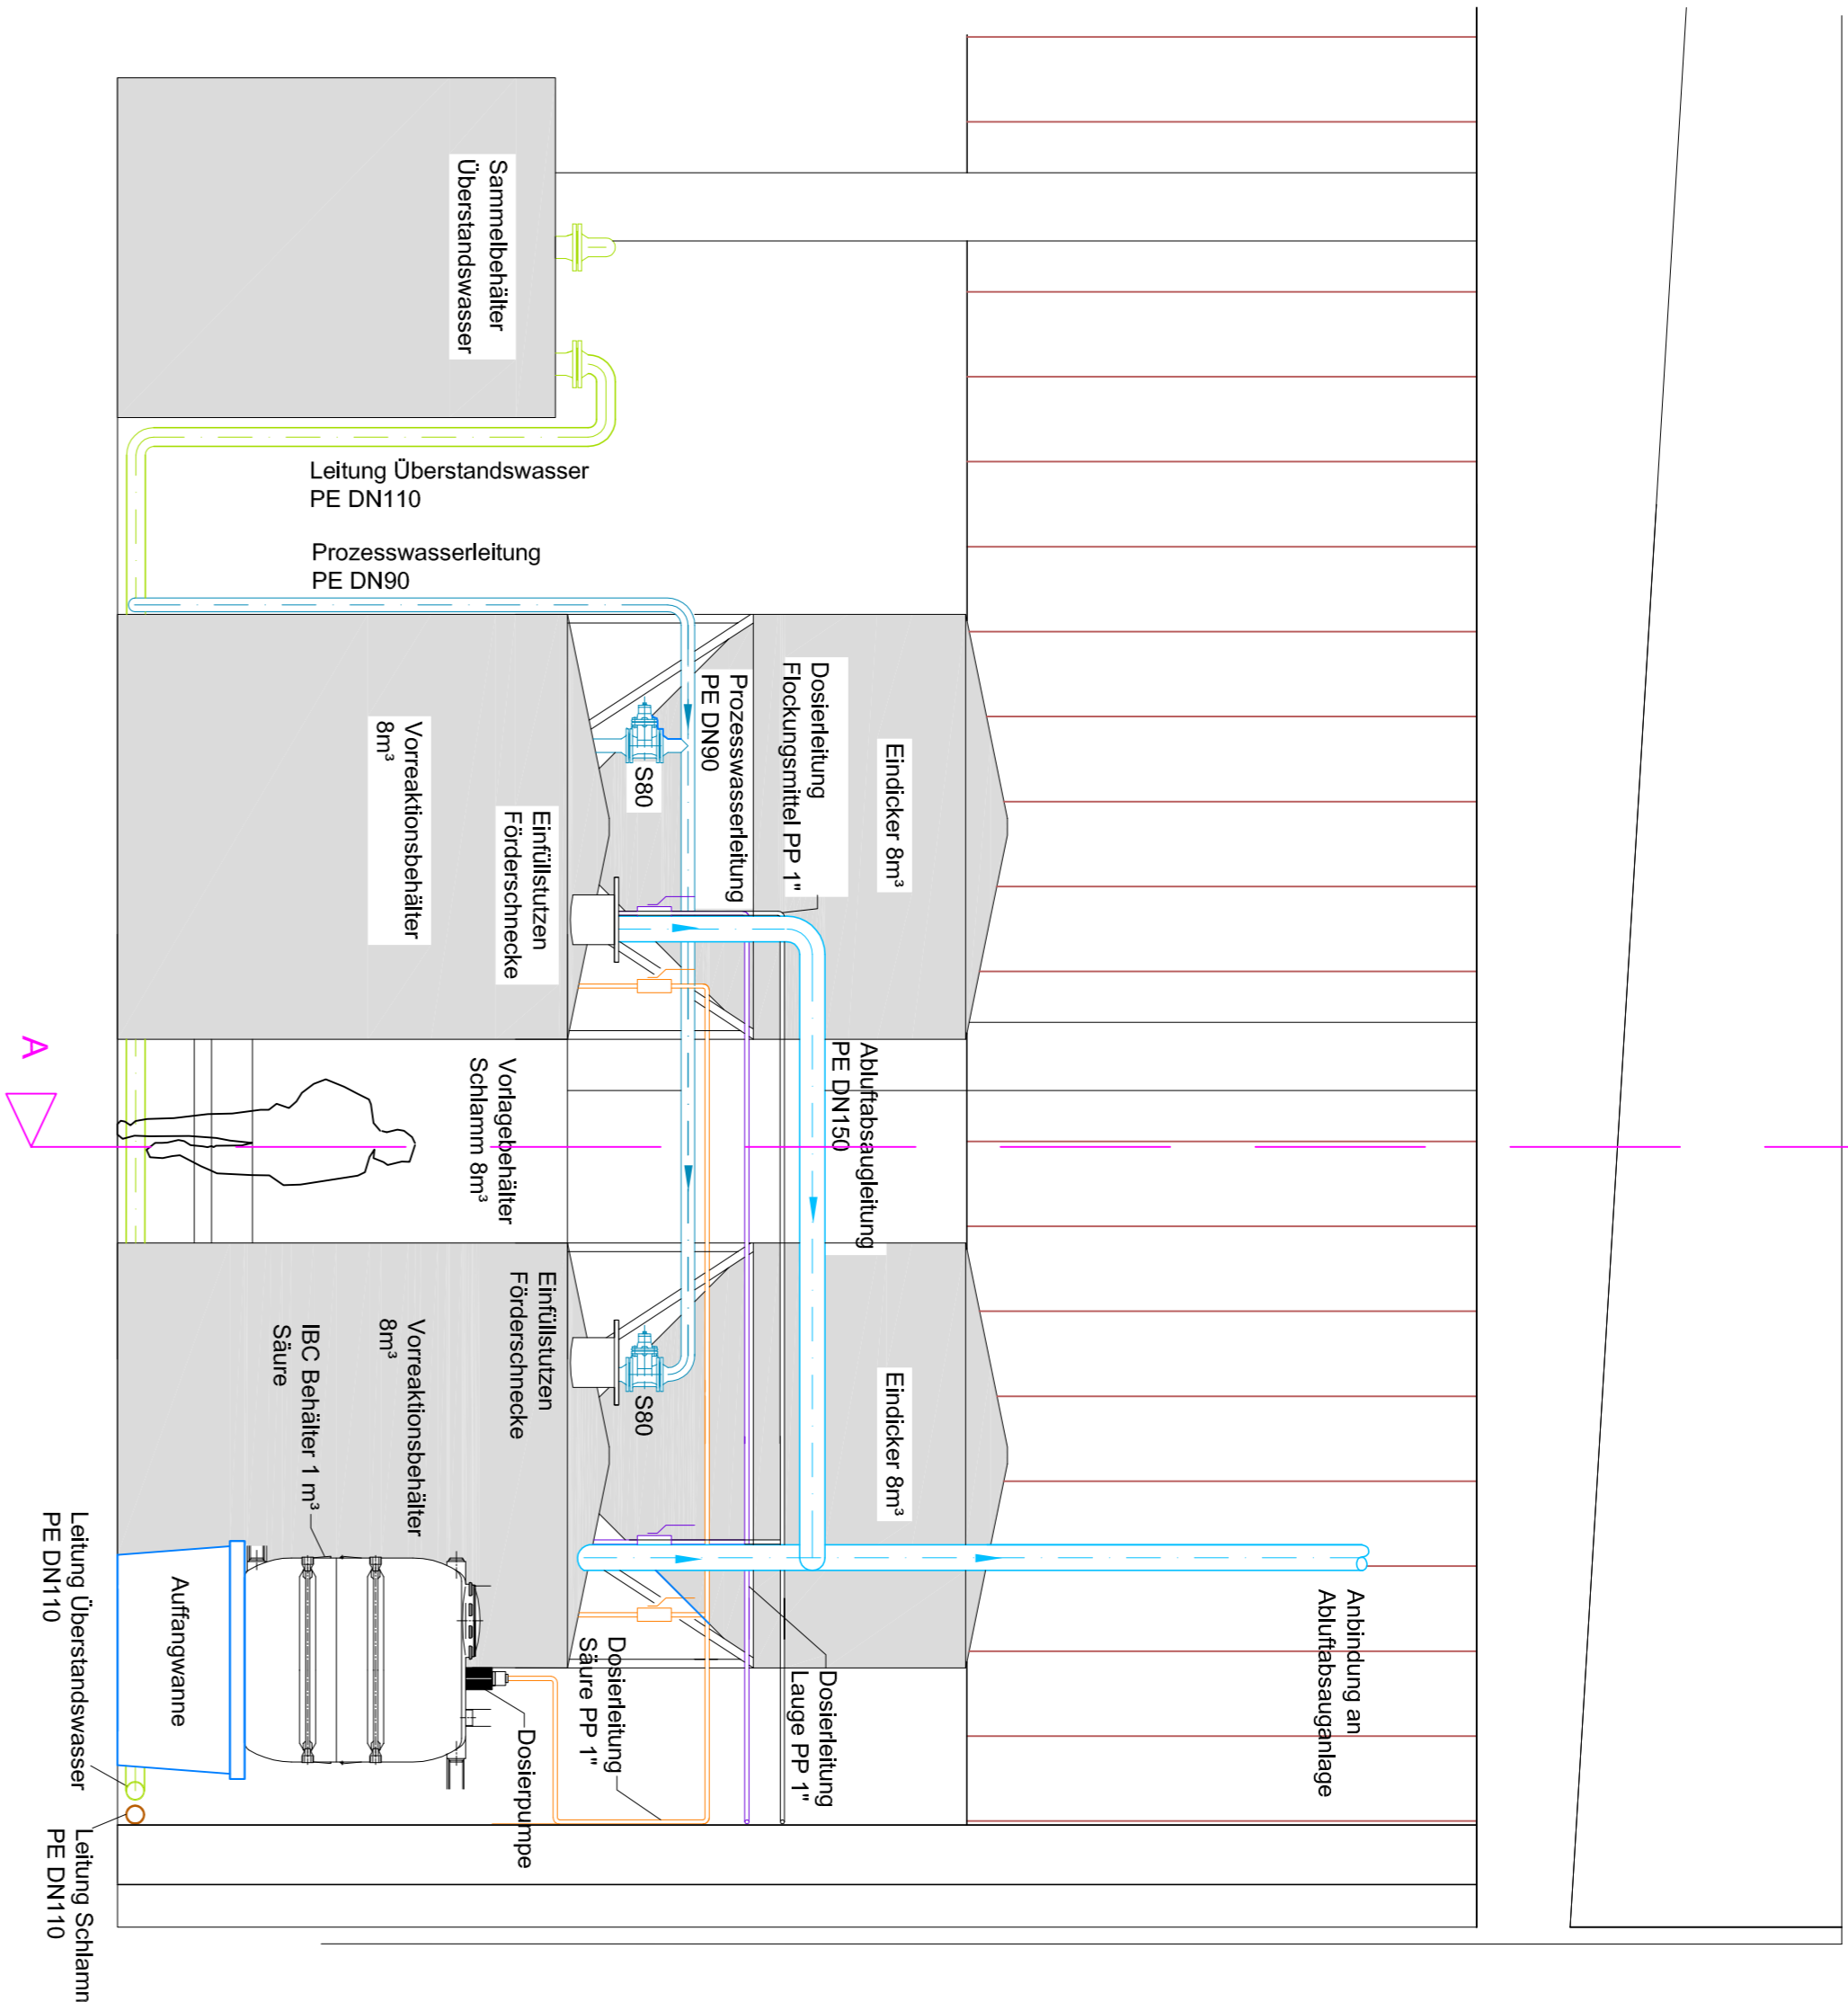 Sammelbehälter
Überstandswasser
Leitung Überstandswasser
PE DN110
Prozesswasserleitung
PE DN90
Dosierleitung
Flockungsmittel PP 1"
Prozesswasserleitung
PE DN90
Eindicker 8m³
S80
Vorreaktionsbehälter
8m³
Einfüllstutzen
Förderschnecke
Abluftabsaugleitung
PE DN150
Vorlagebehälter
Schlamm 8m³
A
Eindicker 8m³
S80
Einfüllstutzen
Förderschnecke
Vorreaktionsbehälter
8m³
IBC Behälter 1 m³
Säure
Auffangwanne
Anbindung an
Abluftabsauganlage
Dosierleitung
Lauge PP 1"
Dosierleitung
Säure PP 1"
Dosierpumpe
Leitung Überstandswasser
PE DN110
Leitung Schlamm
PE DN110